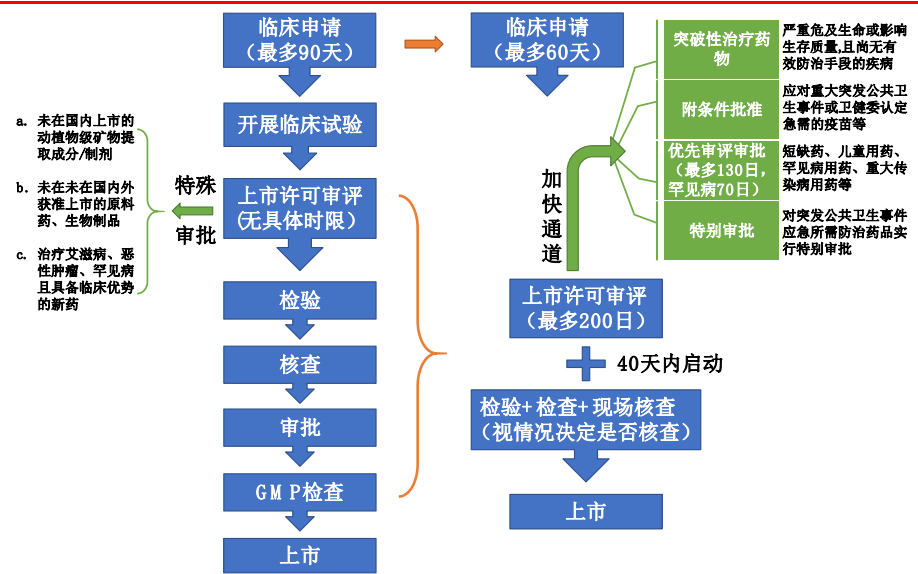 临床申请
（最多90天）
开展临床试验
上市许可审评
(无具体时限）
检验
核查
审批
GMP检查
上市
特殊
审批
a. 未在国内上市的
动植物级矿物提
取成分/制剂
b. 未在未在国内外
获准上市的原料
药、生物制品
c. 治疗艾滋病、恶
性肿瘤、罕见病
且具备临床优势
的新药
临床申请
（最多60天）
加
快
通
道
突破性治疗药
物
严重危及生命或影响
生存质量,且尚无有
效防治手段的疾病
附条件批准
应对重大突发公共卫
生事件或卫健委认定
急需的疫苗等
优先审评审批
（最多130日，
罕见病70日）
短缺药、儿童用药、
罕见病用药、重大传
染病用药等
特别审批
对突发公共卫生事件
应急所需防治药品实
行特别审批
上市许可审评
（最多200日）
40天内启动
检验+检查+现场核查
（视情况决定是否核查）
上市